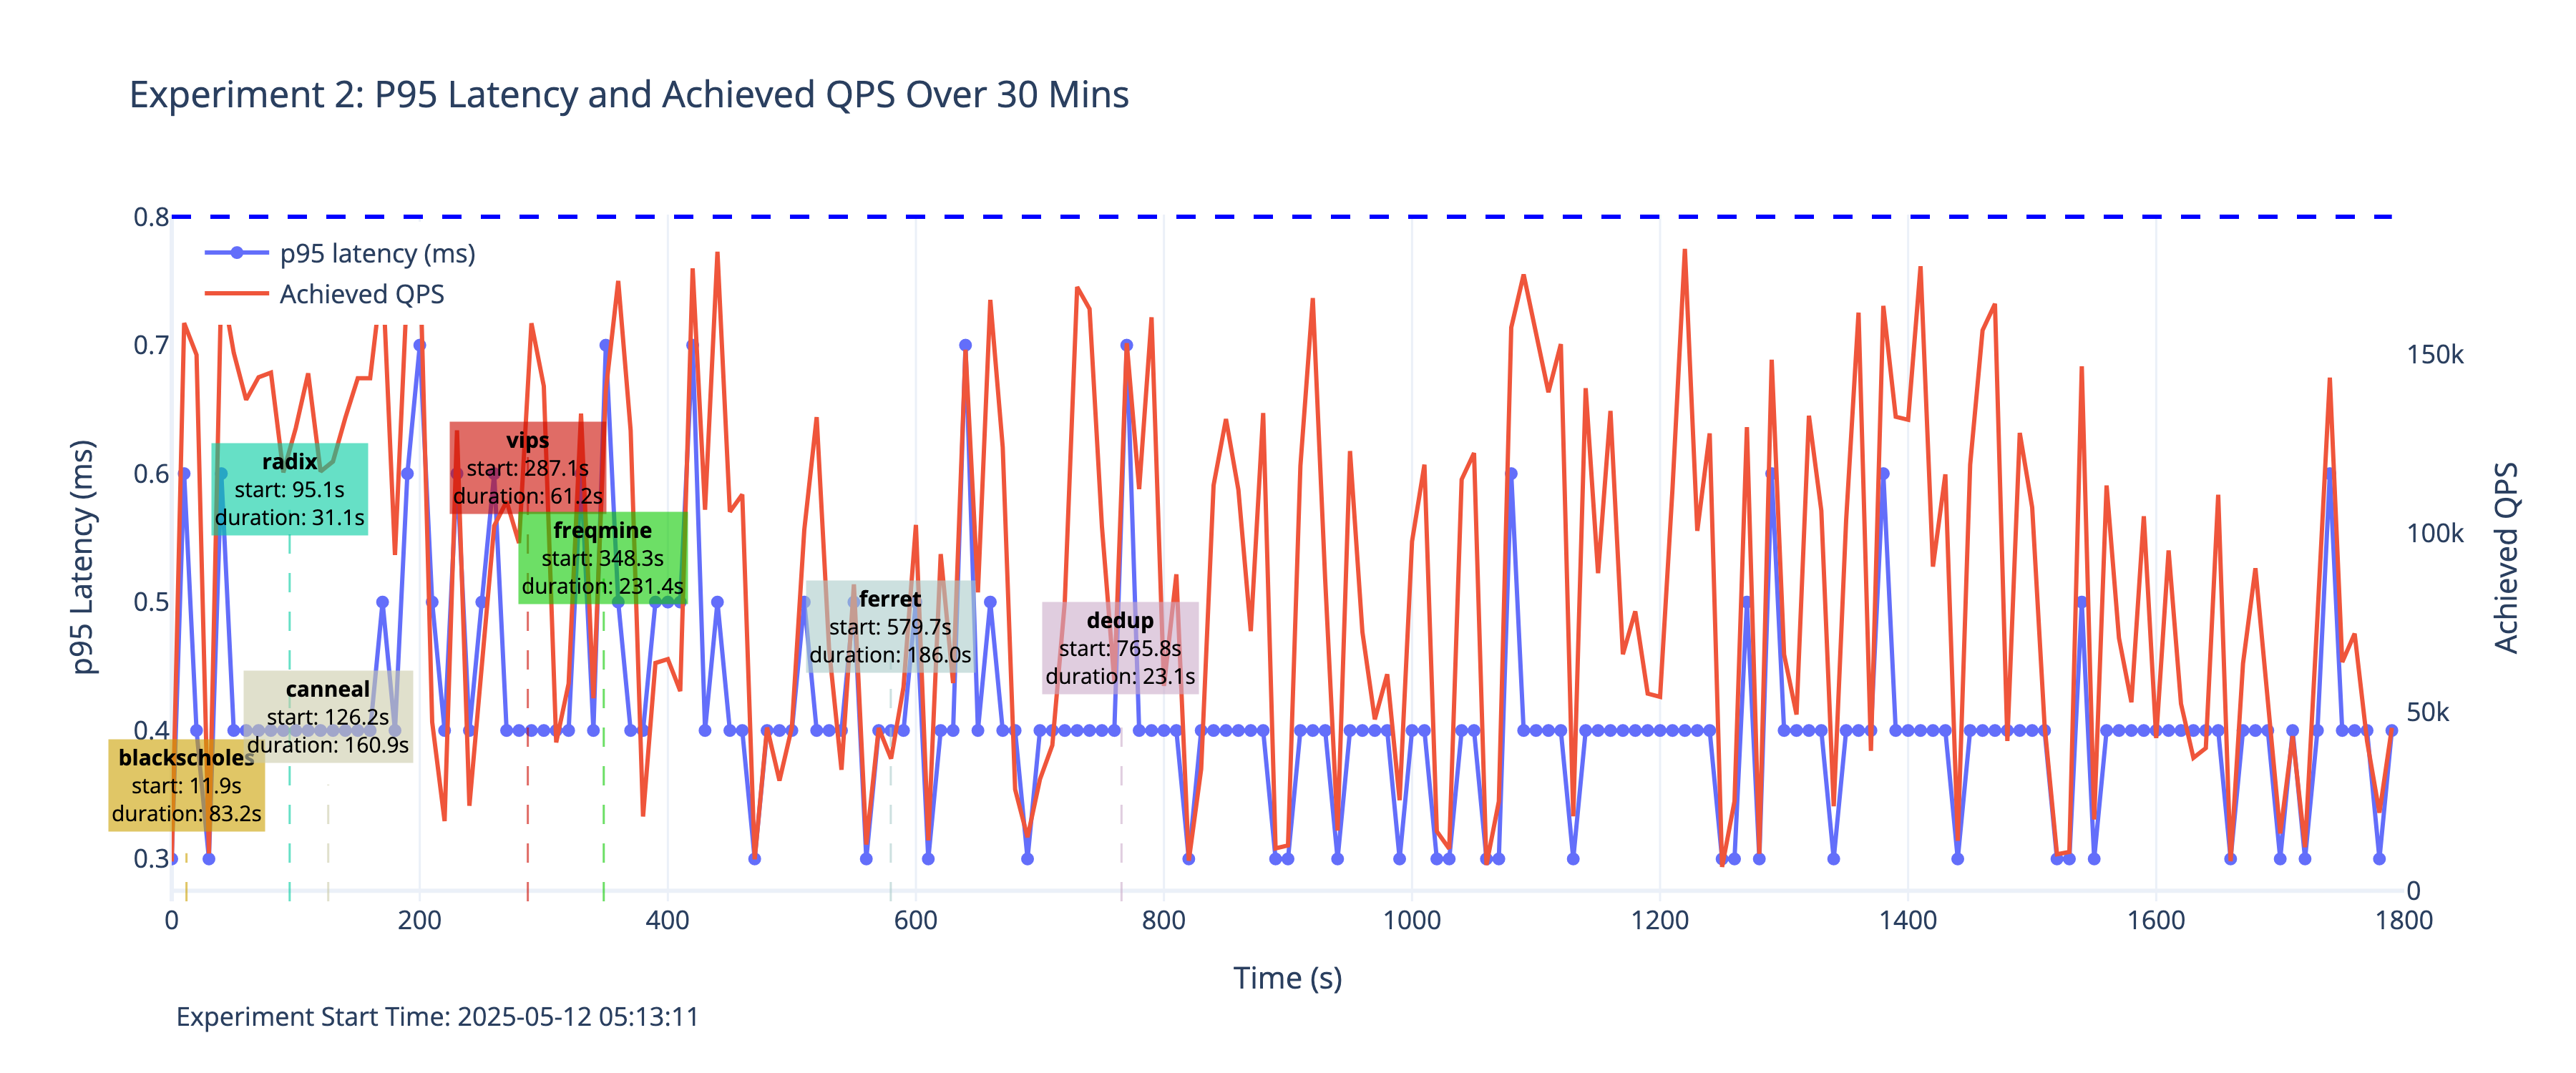 Experiment 2: P95 Latency and Achieved QPS Over 30 Mins
p95 latency (ms)
Achieved QPS
p95 Latency (ms)
0.8
0.7
0.6
0.5
0.4
0.3
blackscholes
start: 11.9s
duration: 83.2s
radix
start: 95.1s
duration: 31.1s
canneal
start: 126.2s
duration: 160.9s
vips
start: 287.1s
duration: 61.2s
freqmine
start: 348.3s
duration: 231.4s
ferret
start: 579.7s
duration: 186.0s
dedup
start: 765.8s
duration: 23.1s
150k
100k
50k
0
Achieved QPS
0 200 400 600 800 1000 1200 1400 1600 1800
Time (s)
Experiment Start Time: 2025-05-12 05:13:11